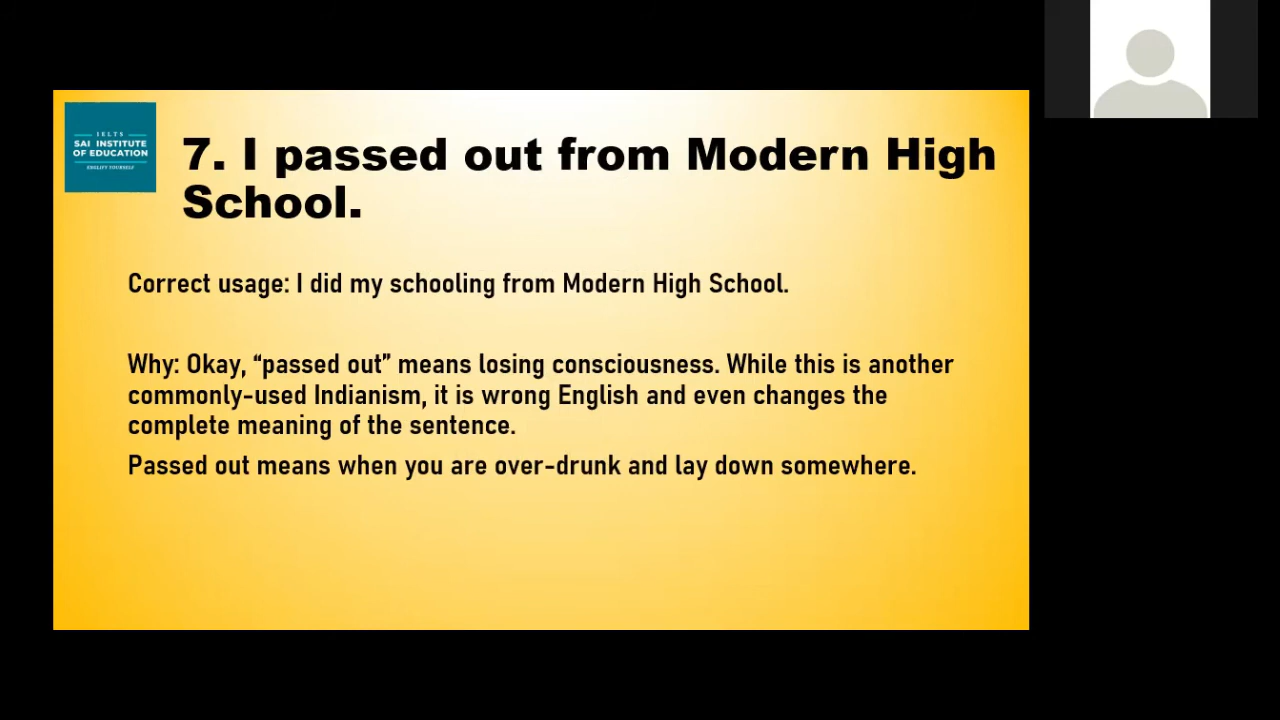 IELTS
SAI INSTITUTE
OF EDUCATION
ENGLIFY YOURSELF
7. I passed out from Modern High
School.
Correct usage: I did my schooling from Modern High School.
Why: Okay, “passed out” means losing consciousness. While this is another
commonly-used Indianism, it is wrong English and even changes the
complete meaning of the sentence.
Passed out means when you are over-drunk and lay down somewhere.